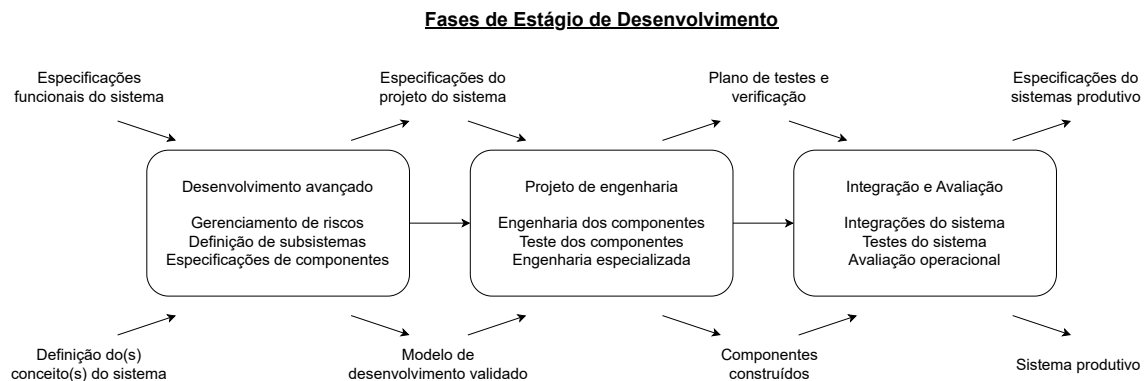 Fases de Estágio de Desenvolvimento
Especificações
funcionais do sistema
Especificações do
projeto do sistema
Plano de testes e
verificação
Especificações do
sistemas produtivo
Desenvolvimento avançado
Gerenciamento de riscos
Definição de subsistemas
Especificações de componentes
Projeto de engenharia
Engenharia dos componentes
Teste dos componentes
Engenharia especializada
Integração e Avaliação
Integrações do sistema
Testes do sistema
Avaliação operacional
Definição do(s)
conceito(s) do sistema
Modelo de
desenvolvimento validado
Componentes
construídos
Sistema produtivo